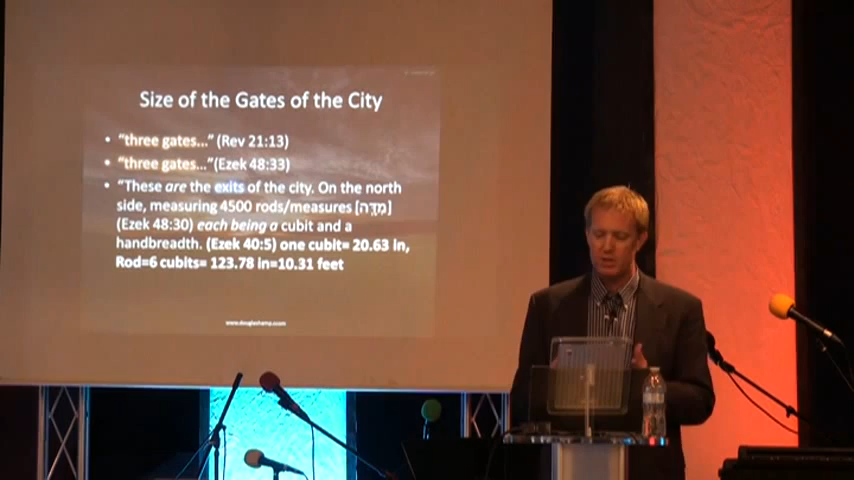 Size of the Gates of the City
• “three gates...” (Rev 21:13)
• “three gates...”(Ezek 48:33)
• “These are the exits of the city. On the north
side, measuring 4500 rods/measures [מִדָּה]
(Ezek 48:30) each being a cubit and a
handbreadth. (Ezek 40:5) one cubit= 20.63 in,
Rod=6 cubits= 123.78 in=10.31 feet
www.douglashamp.com